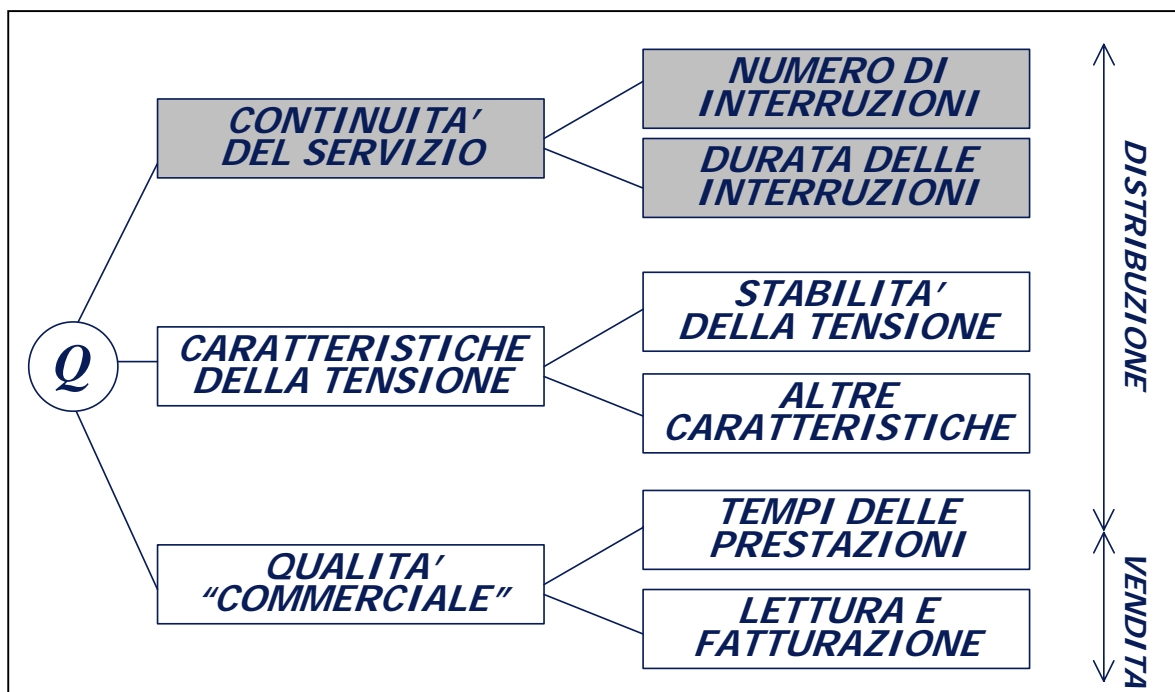 NUMERO DI
INTERRUZIONI
CONTINUITA’
DEL SERVIZIO
DURATA DELLE
INTERRUZIONI
STABILITA’
DELLA TENSIONE
Q
CARATTERISTICHE
DELLA TENSIONE
ALTRE
CARATTERISTICHE
TEMPI DELLE
PRESTAZIONI
QUALITA’
“COMMERCIALE”
LETTURA E
FATTURAZIONE
DISTRIBUZIONE
VENDITA